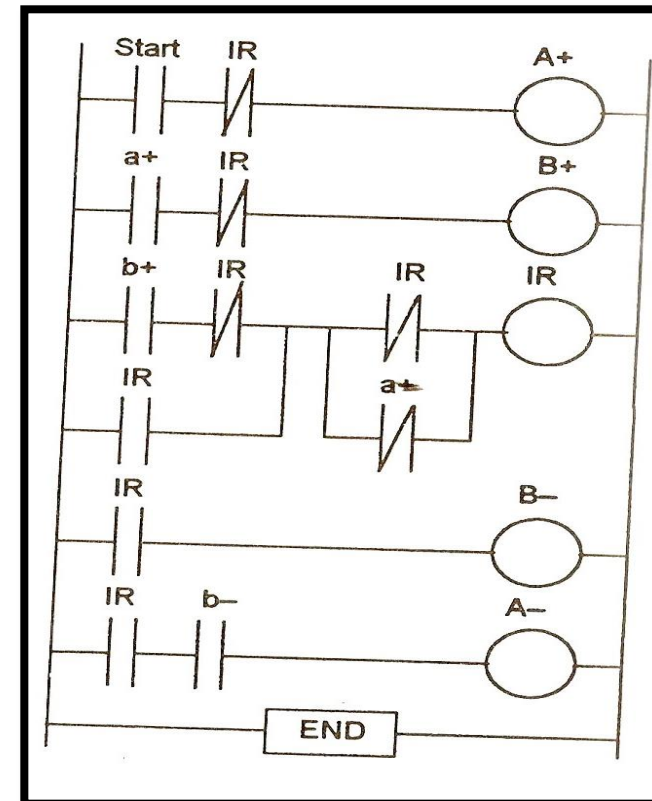 Start IR A+
a+ IR B+
b+ IR IR IR
IR a+
IR B–
IR b– A–
END